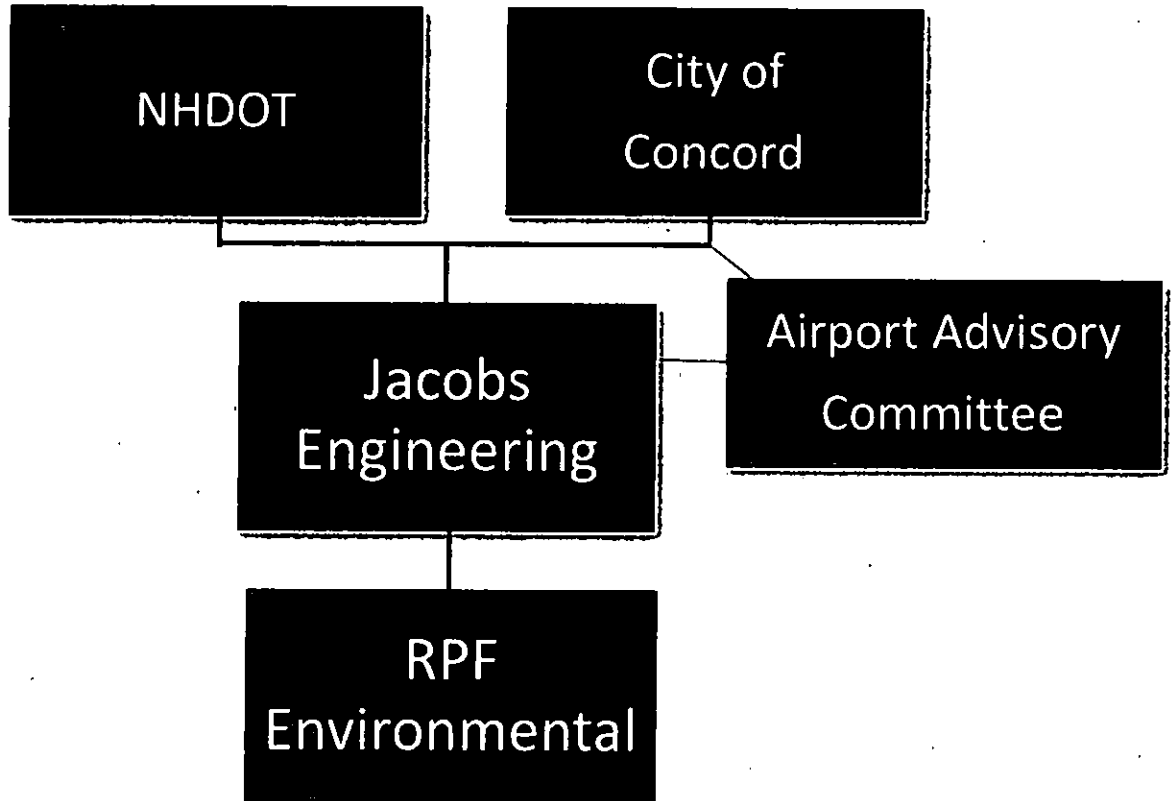 NHDOT
City of
Concord
Airport Advisory
Committee
Jacobs
Engineering
RPF
Environmental